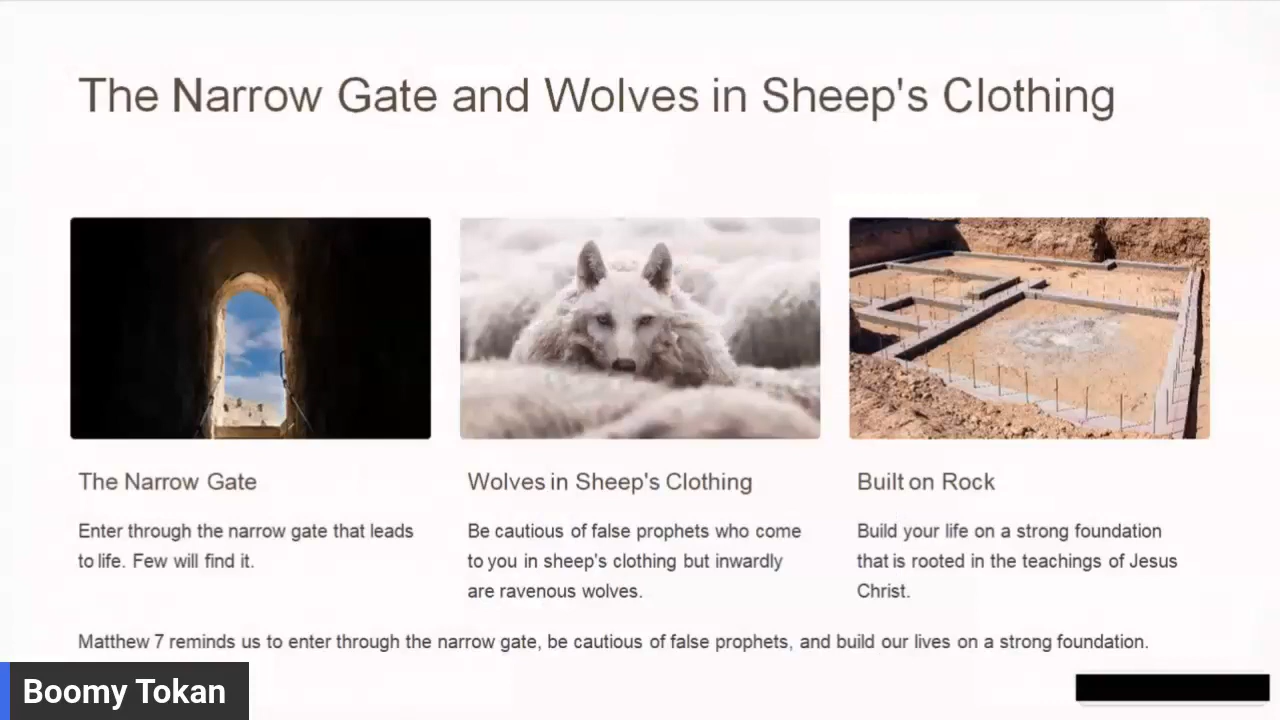 The Narrow Gate and Wolves in Sheep's Clothing
The Narrow Gate
Enter through the narrow gate that leads
to life. Few will find it.
Wolves in Sheep's Clothing
Be cautious of false prophets who come
to you in sheep's clothing but inwardly
are ravenous wolves.
Built on Rock
Build your life on a strong foundation
that is rooted in the teachings of Jesus
Christ.
Matthew 7 reminds us to enter through the narrow gate, be cautious of false prophets, and build our lives on a strong foundation.
Boomy Tokan